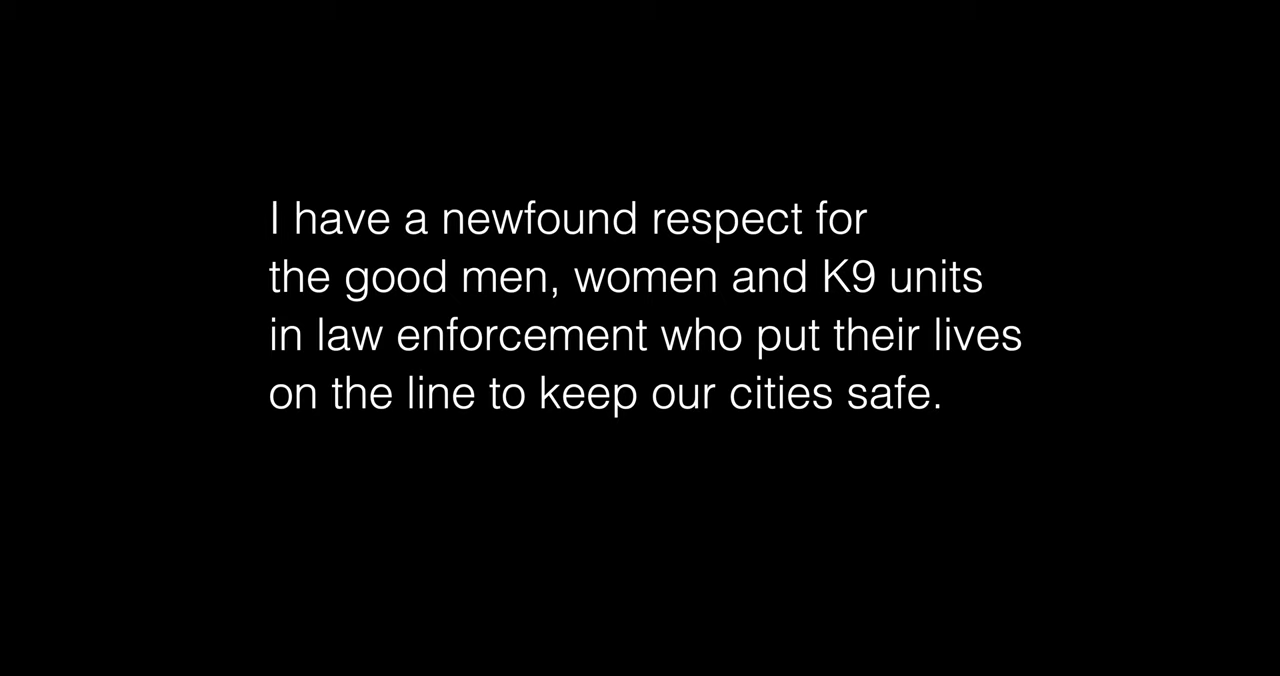 I have a newfound respect for
the good men, women and K9 units
in law enforcement who put their lives
on the line to keep our cities safe.